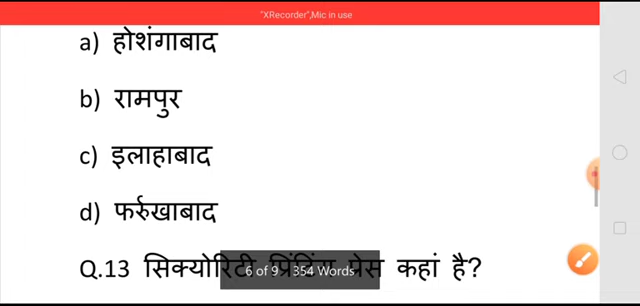 "XRecorder",Mic in use
a) होशंगाबाद
b) रामपुर
c) इलाहाबाद
d) फर्रुखाबाद
Q.13 सिक्योरिटी प्रिंटिंग प्रेस कहां है?
6 of 9 354 Words